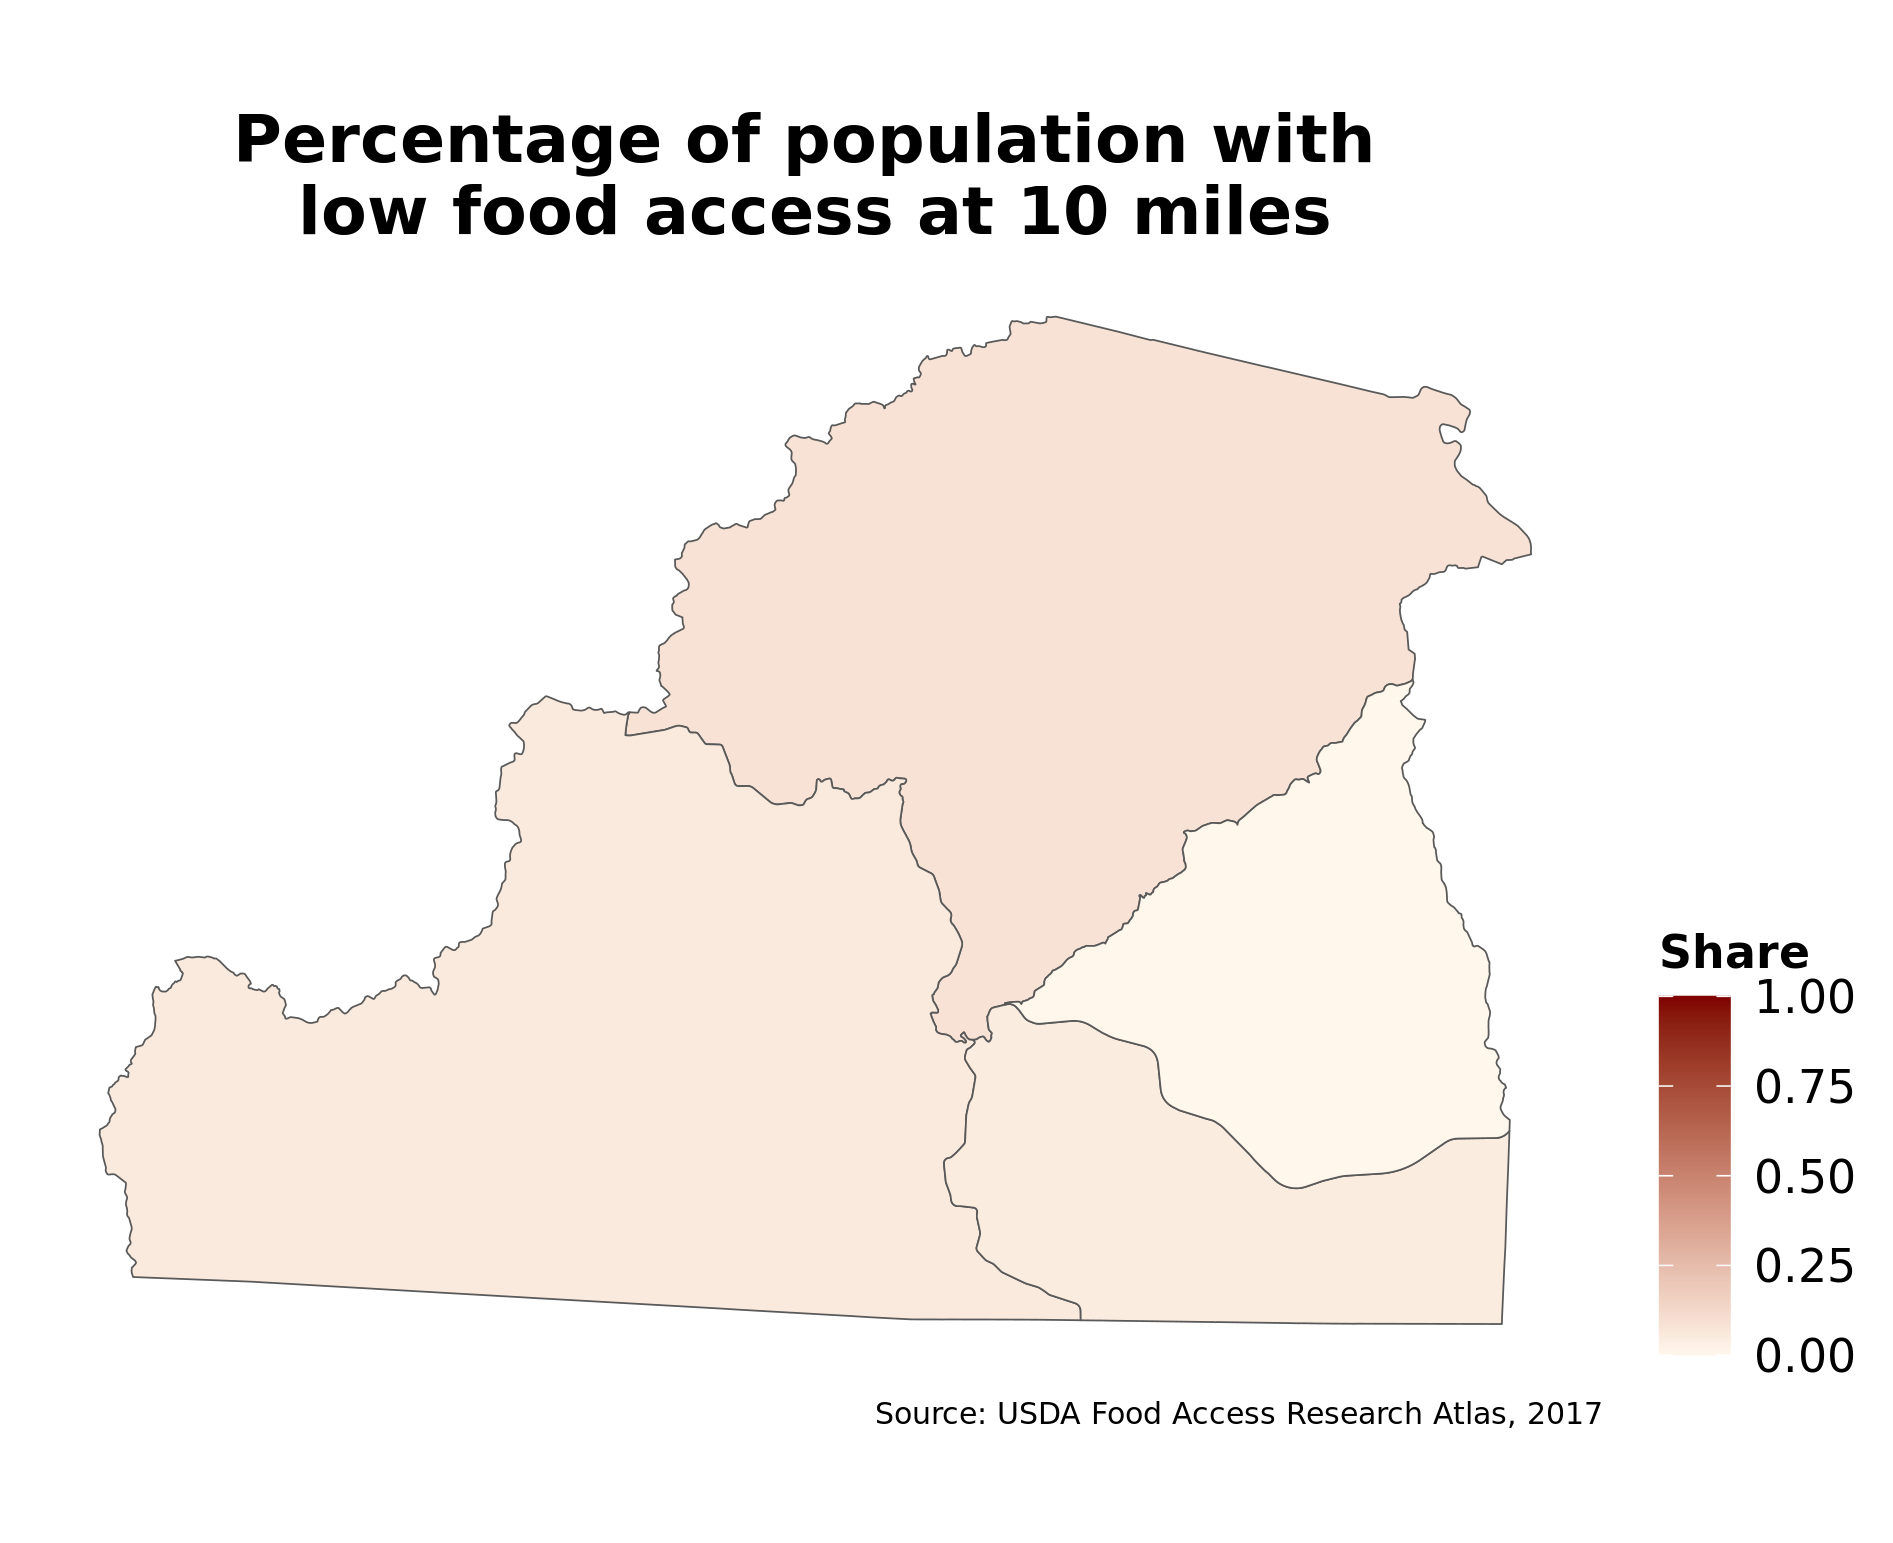 Percentage of population with
low food access at 10 miles
Share
1.00
0.75
0.50
0.25
0.00
Source: USDA Food Access Research Atlas, 2017